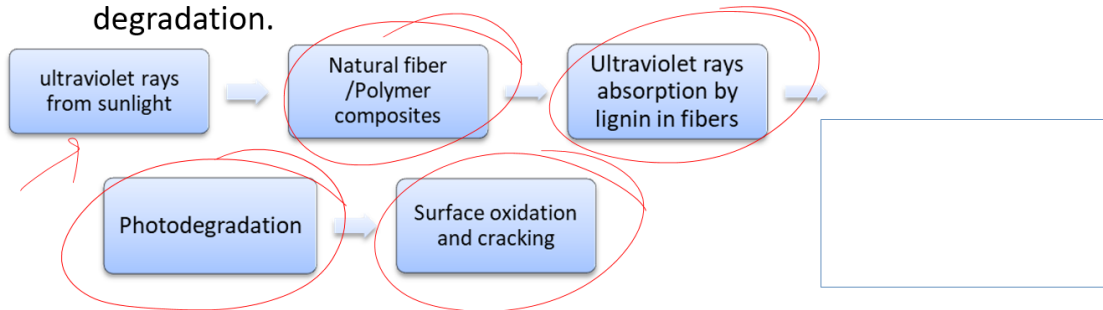 degradation.
ultraviolet rays
from sunlight
Natural fiber
/Polymer
composites
Ultraviolet rays
absorption by
lignin in fibers
Photodegradation
Surface oxidation
and cracking